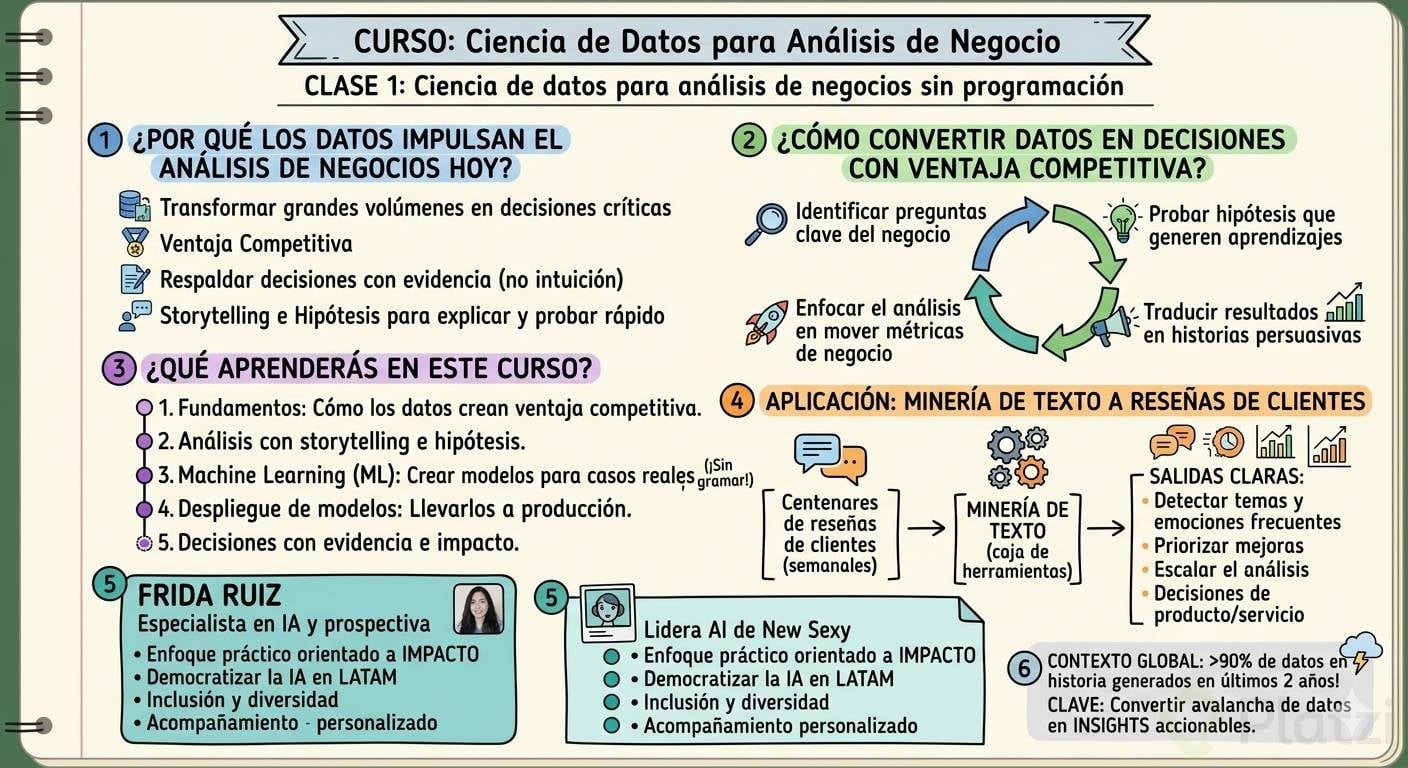 CURSO: Ciencia de Datos para Análisis de Negocio
CLASE 1: Ciencia de datos para análisis de negocios sin programación
1 ¿POR QUÉ LOS DATOS IMPULSAN EL
ANÁLISIS DE NEGOCIOS HOY?
Transformar grandes volúmenes en decisiones críticas
Ventaja Competitiva
Respaldar decisiones con evidencia (no intuición)
Storytelling e Hipótesis para explicar y probar rápido
2 ¿CÓMO CONVERTIR DATOS EN DECISIONES
CON VENTAJA COMPETITIVA?
Identificar preguntas
clave del negocio
Probar hipótesis que
generen aprendizajes
Enfocar el análisis
en mover métricas
de negocio
Traducir resultados
en historias persuasivas
3 ¿QUÉ APRENDERÁS EN ESTE CURSO?
1. Fundamentos: Cómo los datos crean ventaja competitiva.
2. Análisis con storytelling e hipótesis.
3. Machine Learning (ML): Crear modelos para casos reales, (¡Sin
gramar!)
4. Despliegue de modelos: Llevarlos a producción.
5. Decisiones con evidencia e impacto.
4 APLICACIÓN: MINERÍA DE TEXTO A RESEÑAS DE CLIENTES
Centenares
de reseñas
de clientes
(semanales)
MINERÍA DE
TEXTO
(caja de
herramientas)
SALIDAS CLARAS:
• Detectar temas y
emociones frecuentes
• Priorizar mejoras
• Escalar el análisis
• Decisiones de
producto/servicio
5 FRIDA RUIZ
Especialista en IA y prospectiva
• Enfoque práctico orientado a IMPACTO
• Democratizar la IA en LATAM
• Inclusión y diversidad
• Acompañamiento - personalizado
5
Lidera AI de New Sexy
• Enfoque práctico orientado a IMPACTO
• Democratizar la IA en LATAM
• Inclusión y diversidad
• Acompañamiento personalizado
6 CONTEXTO GLOBAL: >90% de datos en
historia generados en últimos 2 años!
CLAVE: Convertir avalancha de datos
en INSIGHTS accionables.
Platzi